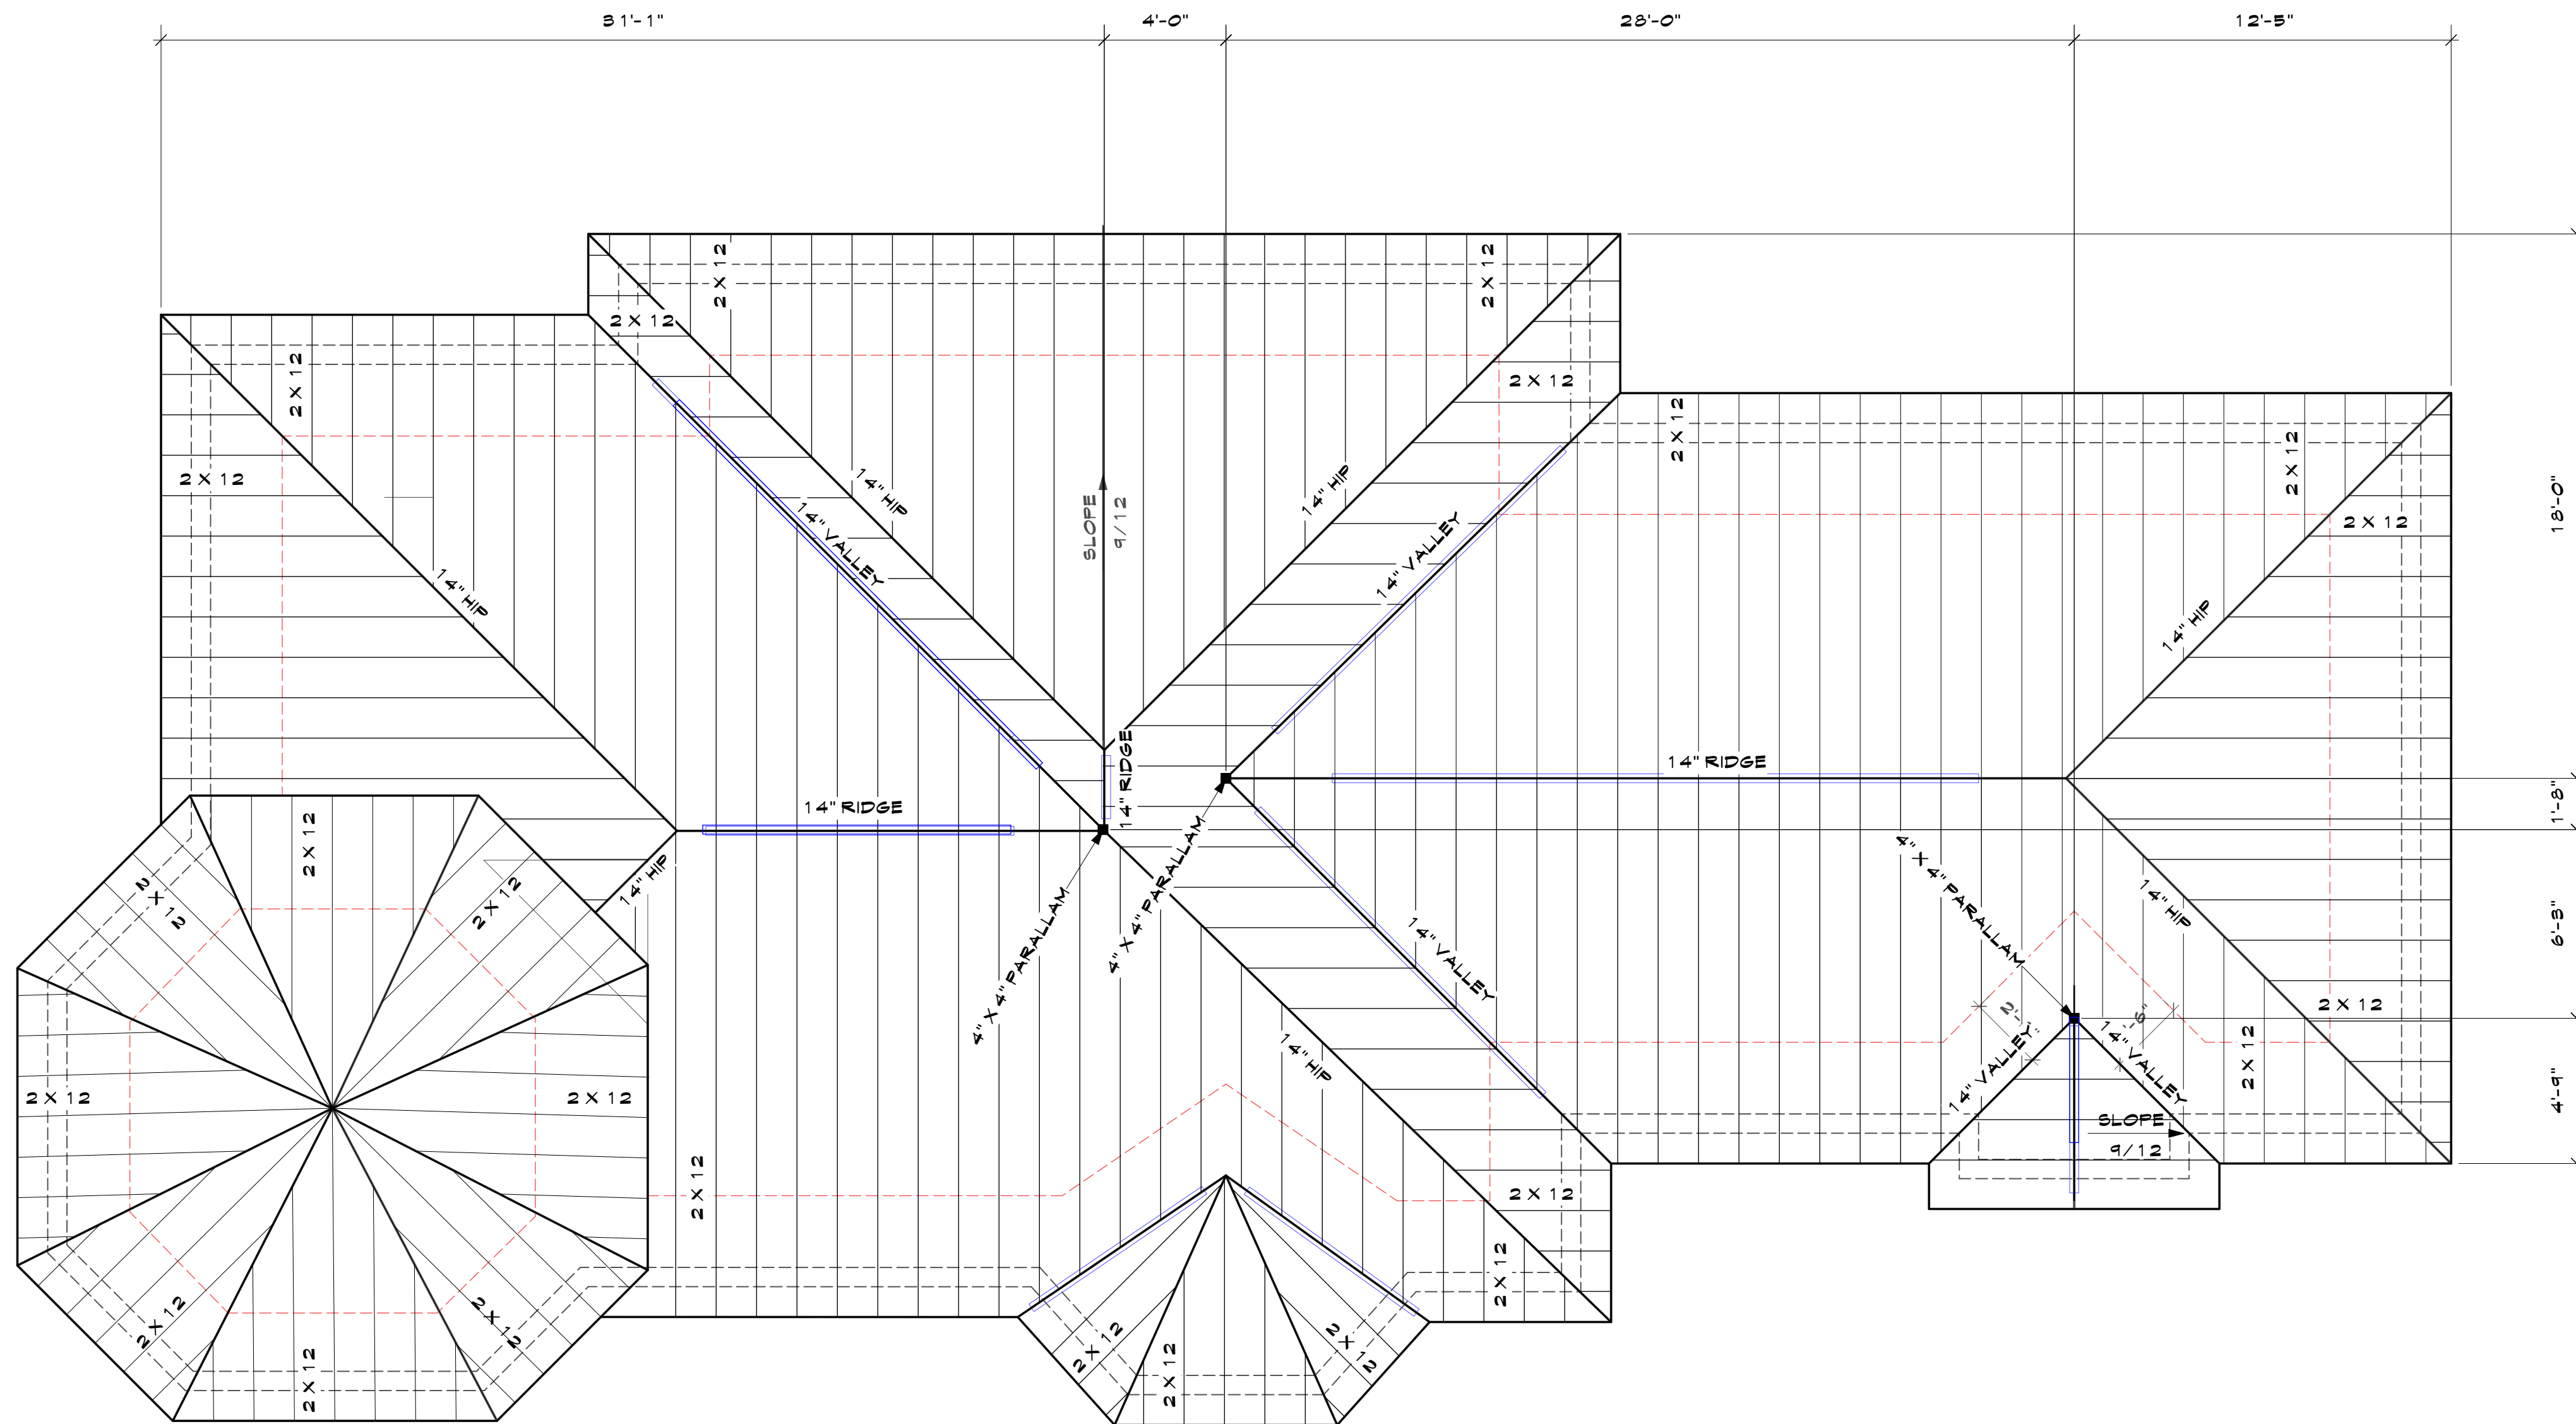 31'-1"
4'-0"
28'-0"
12'-5"
2 X 12
2 X 12
2 X 12
2 X 12
2 X 12
2 X 12
2 X 12
2 X 12
2 X 12
14" HIP
14" HIP
SLOPE
9/12
18'-0"
14" VALLEY
14" VALLEY
14" HIP
14" HIP
14" RIDGE
14" RIDGE
14" RIDGE
1'-8"
2 X 12
14" HIP
4" X 4" PARALLAM
4" X 4" PARALLAM
4" X 4" PARALLAM
2 X 12
2 X 12
14" HIP
6'-3"
14" VALLEY
2 X 12
14" HIP
14" VALLEY
14" VALLEY
2 X 12
2 X 12
2 X 12
4'-9"
SLOPE
9/12
2 X 12
2 X 12
2 X 12
2 X 12
2 X 12
2 X 12
2 X 12
2 X 12
2 X 12